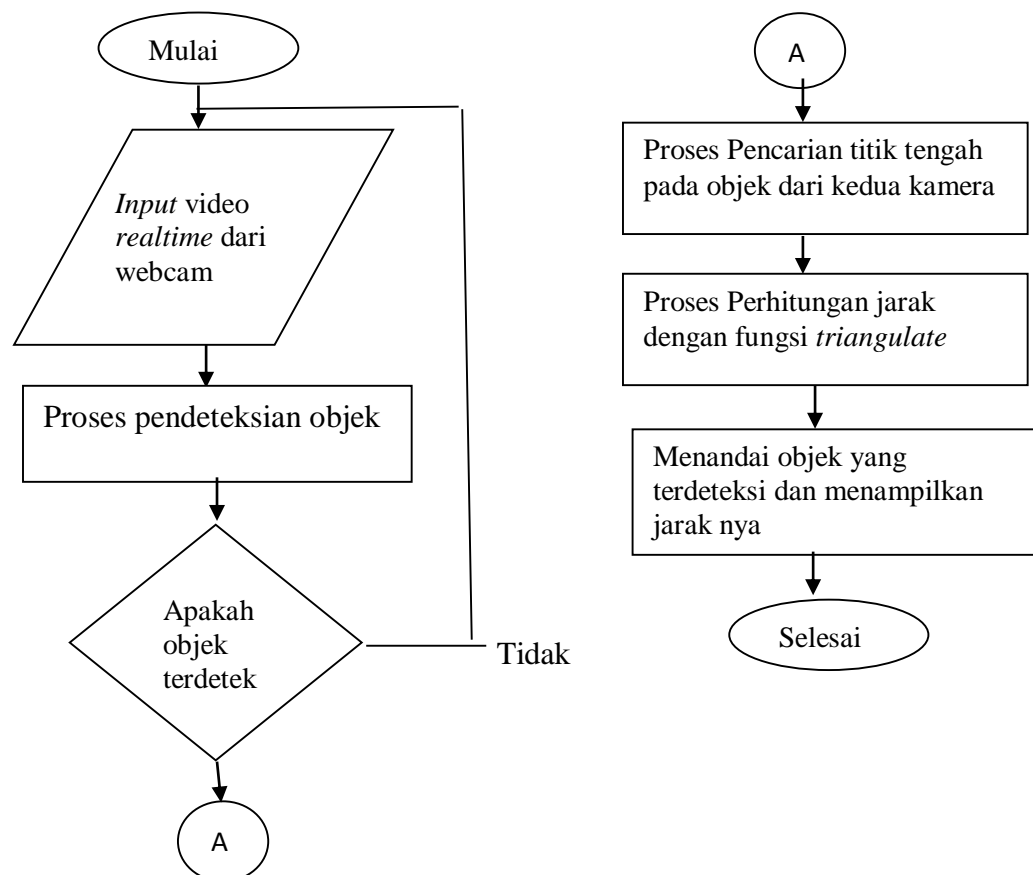 Mulai
Input video
realtime dari
webcam
Proses pendeteksian objek
Apakah
objek
terdetek
Tidak
A
A
Proses Pencarian titik tengah
pada objek dari kedua kamera
Proses Perhitungan jarak
dengan fungsi triangulate
Menandai objek yang
terdeteksi dan menampilkan
jarak nya
Selesai